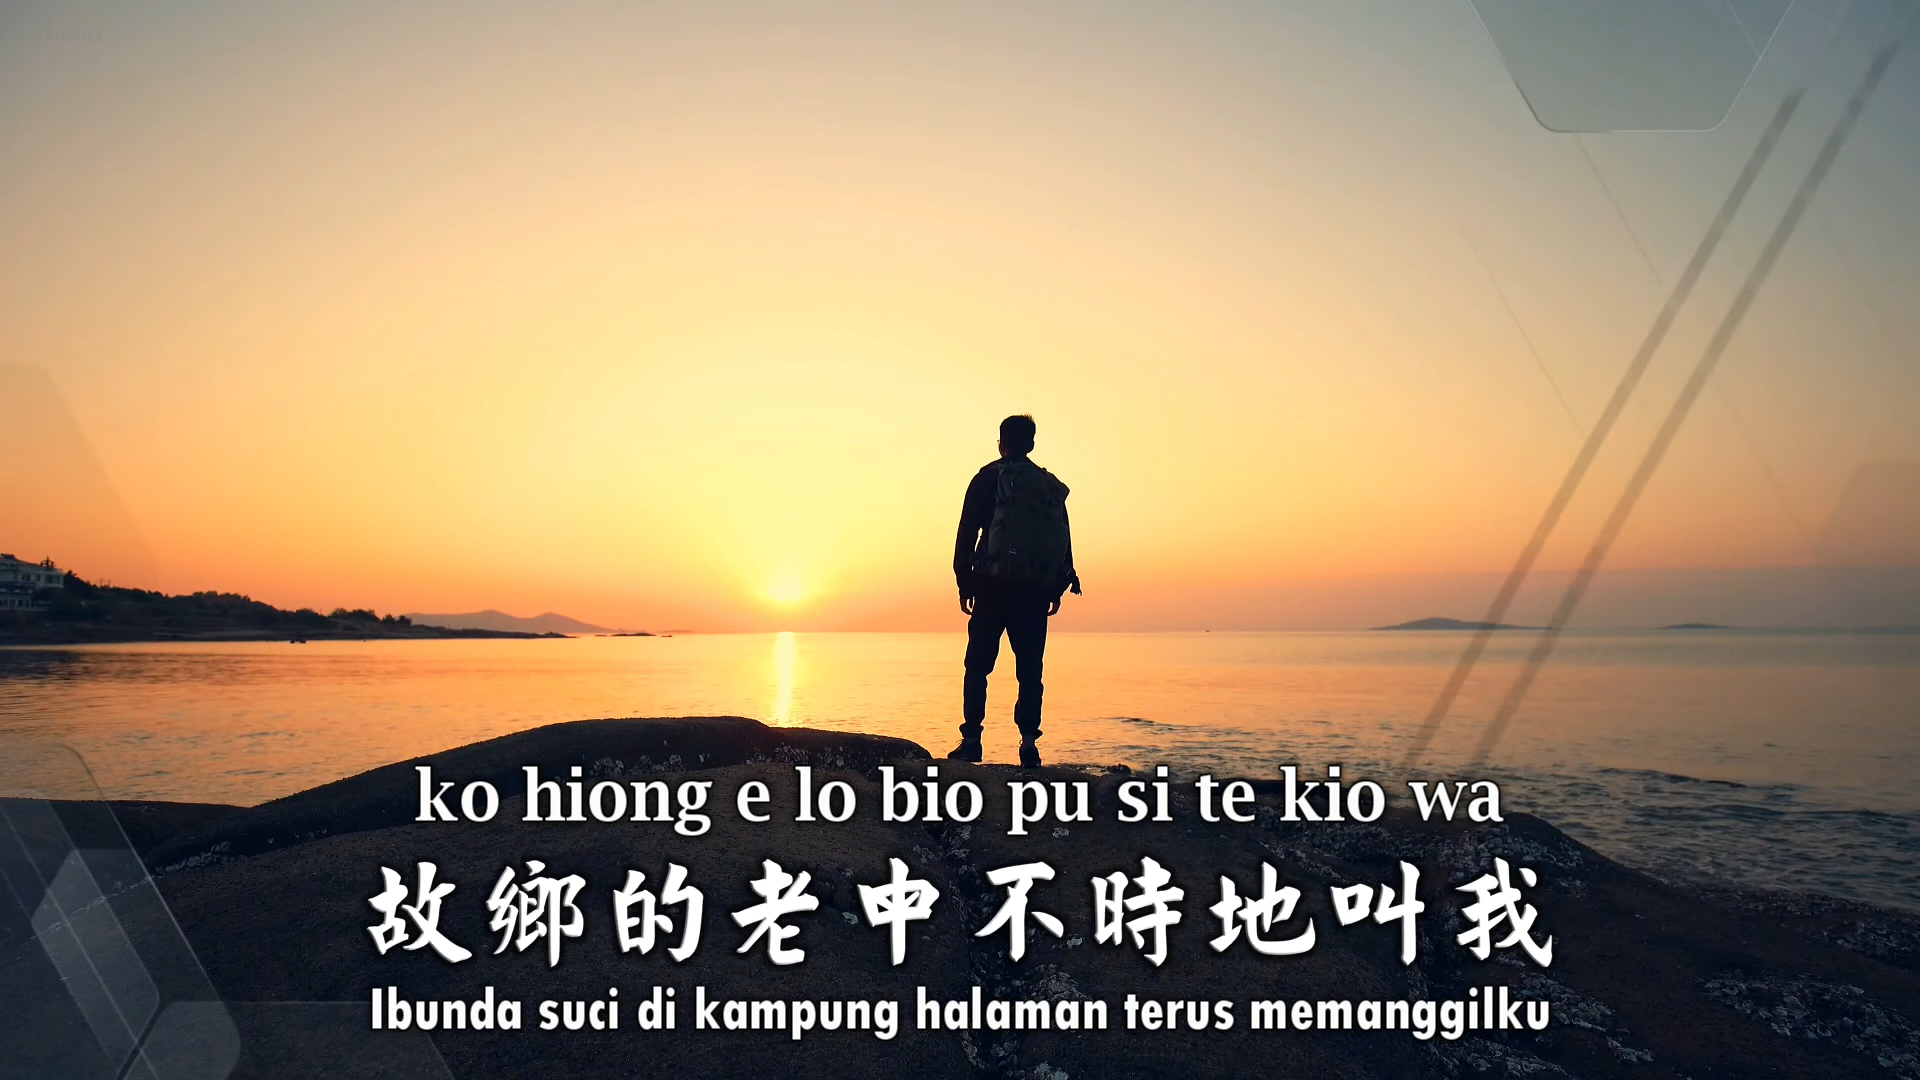 ko hiong e lo bio pu si te kio wa
故鄉的老申不時地叫我
Ibunda suci di kampung halaman terus memanggilku